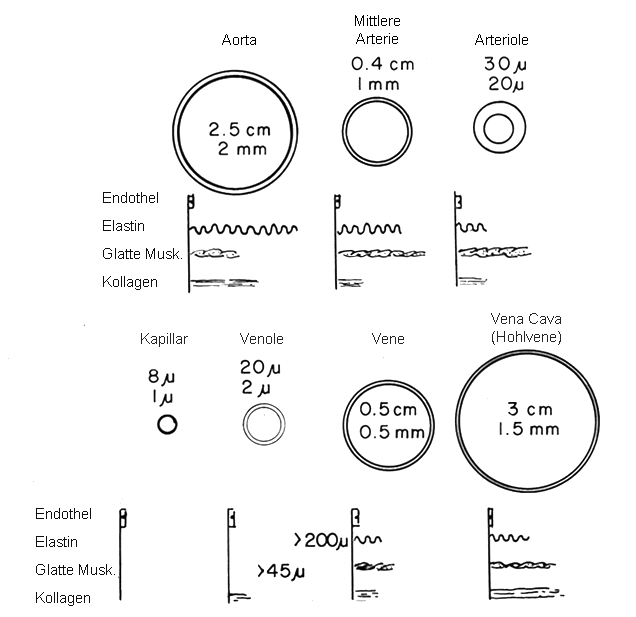 Aorta
Mittlere
Arterie
Arteriole
2.5 cm
2 mm
0.4 cm
1 mm
30 µ
20 µ
Endothel
Elastin
Glatte Musk.
Kollagen
Kapillar
Venole
Vene
Vena Cava
(Hohlvene)
8 µ
1 µ
20 µ
2 µ
0.5 cm
0.5 mm
3 cm
1.5 mm
Endothel
Elastin
>200 µ
Glatte Musk.
>45 µ
Kollagen